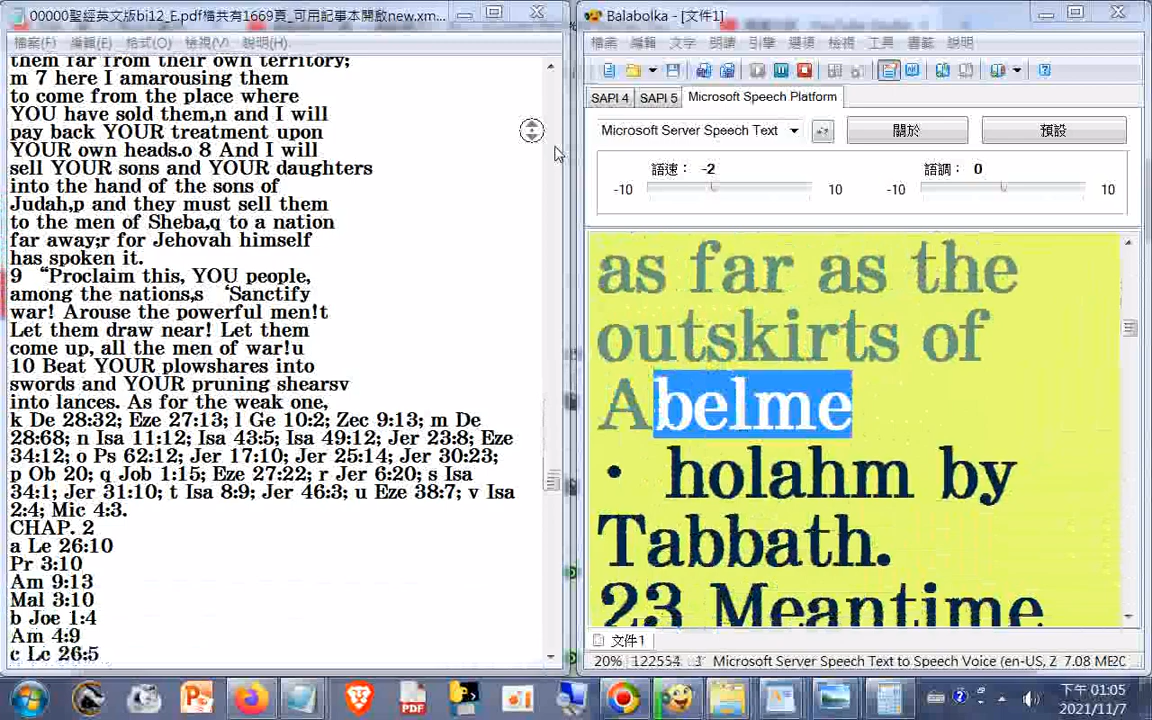 00000聖經英文版bi12_E.pdf檔共有1669頁_可用記事本開啟new.xm...
檔案(F) 編輯(E) 格式(O) 檢視(V) 說明(H)
them far from their own territory;
m 7 here I amarousing them
to come from the place where
YOU have sold them,n and I will
pay back YOUR treatment upon
YOUR own heads.o 8 And I will
sell YOUR sons and YOUR daughters
into the hand of the sons of
Judah,p and they must sell them
to the men of Sheba,q to a nation
far away;r for Jehovah himself
has spoken it.
9 “Proclaim this, YOU people,
among the nations,s ‘Sanctify
war! Arouse the powerful men!t
Let them draw near! Let them
come up, all the men of war!u
10 Beat YOUR plowshares into
swords and YOUR pruning shearsv
into lances. As for the weak one,
k De 28:32; Eze 27:13; l Ge 10:2; Zec 9:13; m De
28:68; n Isa 11:12; Isa 43:5; Isa 49:12; Jer 23:8; Eze
34:12; o Ps 62:12; Jer 17:10; Jer 25:14; Jer 30:23;
p Ob 20; q Job 1:15; Eze 27:22; r Jer 6:20; s Isa
34:1; Jer 31:10; t Isa 8:9; Jer 46:3; u Eze 38:7; v Isa
2:4; Mic 4:3.
CHAP. 2
a Le 26:10
Pr 3:10
Am 9:13
Mal 3:10
b Joe 1:4
Am 4:9
c Le 26:5
Balabolka - [文件1]
檔案 編輯 文字 朗讀 引擎 選項 檢視 工具 書籤 說明
SAPI 4 SAPI 5 Microsoft Speech Platform
Microsoft Server Speech Text 關於 預設
語速： -2 語調： 0
-10 10 -10 10
as far as the
outskirts of
Abelme
• holahm by
Tabbath.
23 Meantime
文件1
20% 122554 Microsoft Server Speech Text to Speech Voice (en-US, Z 7.08 ME
下午 01:05
2021/11/7